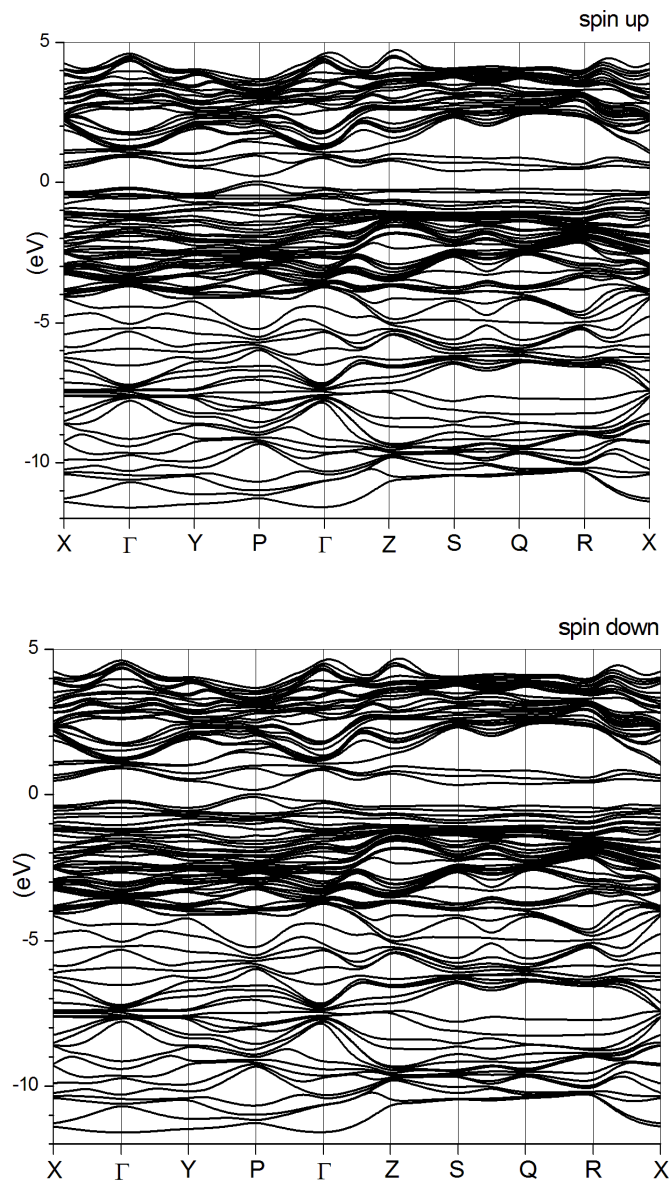 spin up
5
0
(eV)
-5
-10
X Γ Y P Γ Z S Q R X
spin down
5
0
(eV)
-5
-10
X Γ Y P Γ Z S Q R X